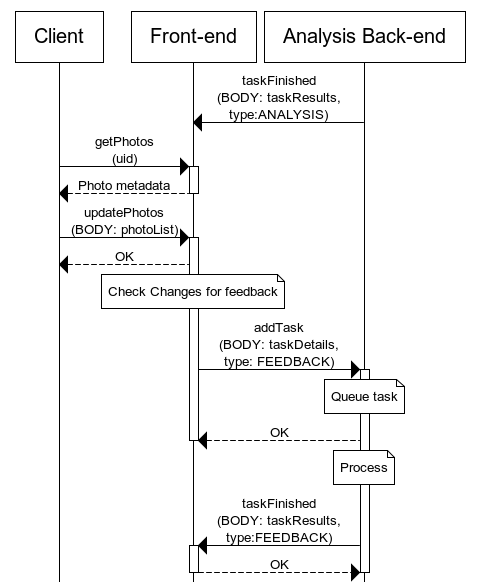 Client
Front-end
Analysis Back-end
taskFinished
(BODY: taskResults,
type:ANALYSIS)
getPhotos
(uid)
Photo metadata
updatePhotos
(BODY: photoList)
OK
Check Changes for feedback
addTask
(BODY: taskDetails,
type: FEEDBACK)
Queue task
OK
Process
taskFinished
(BODY: taskResults,
type:FEEDBACK)
OK